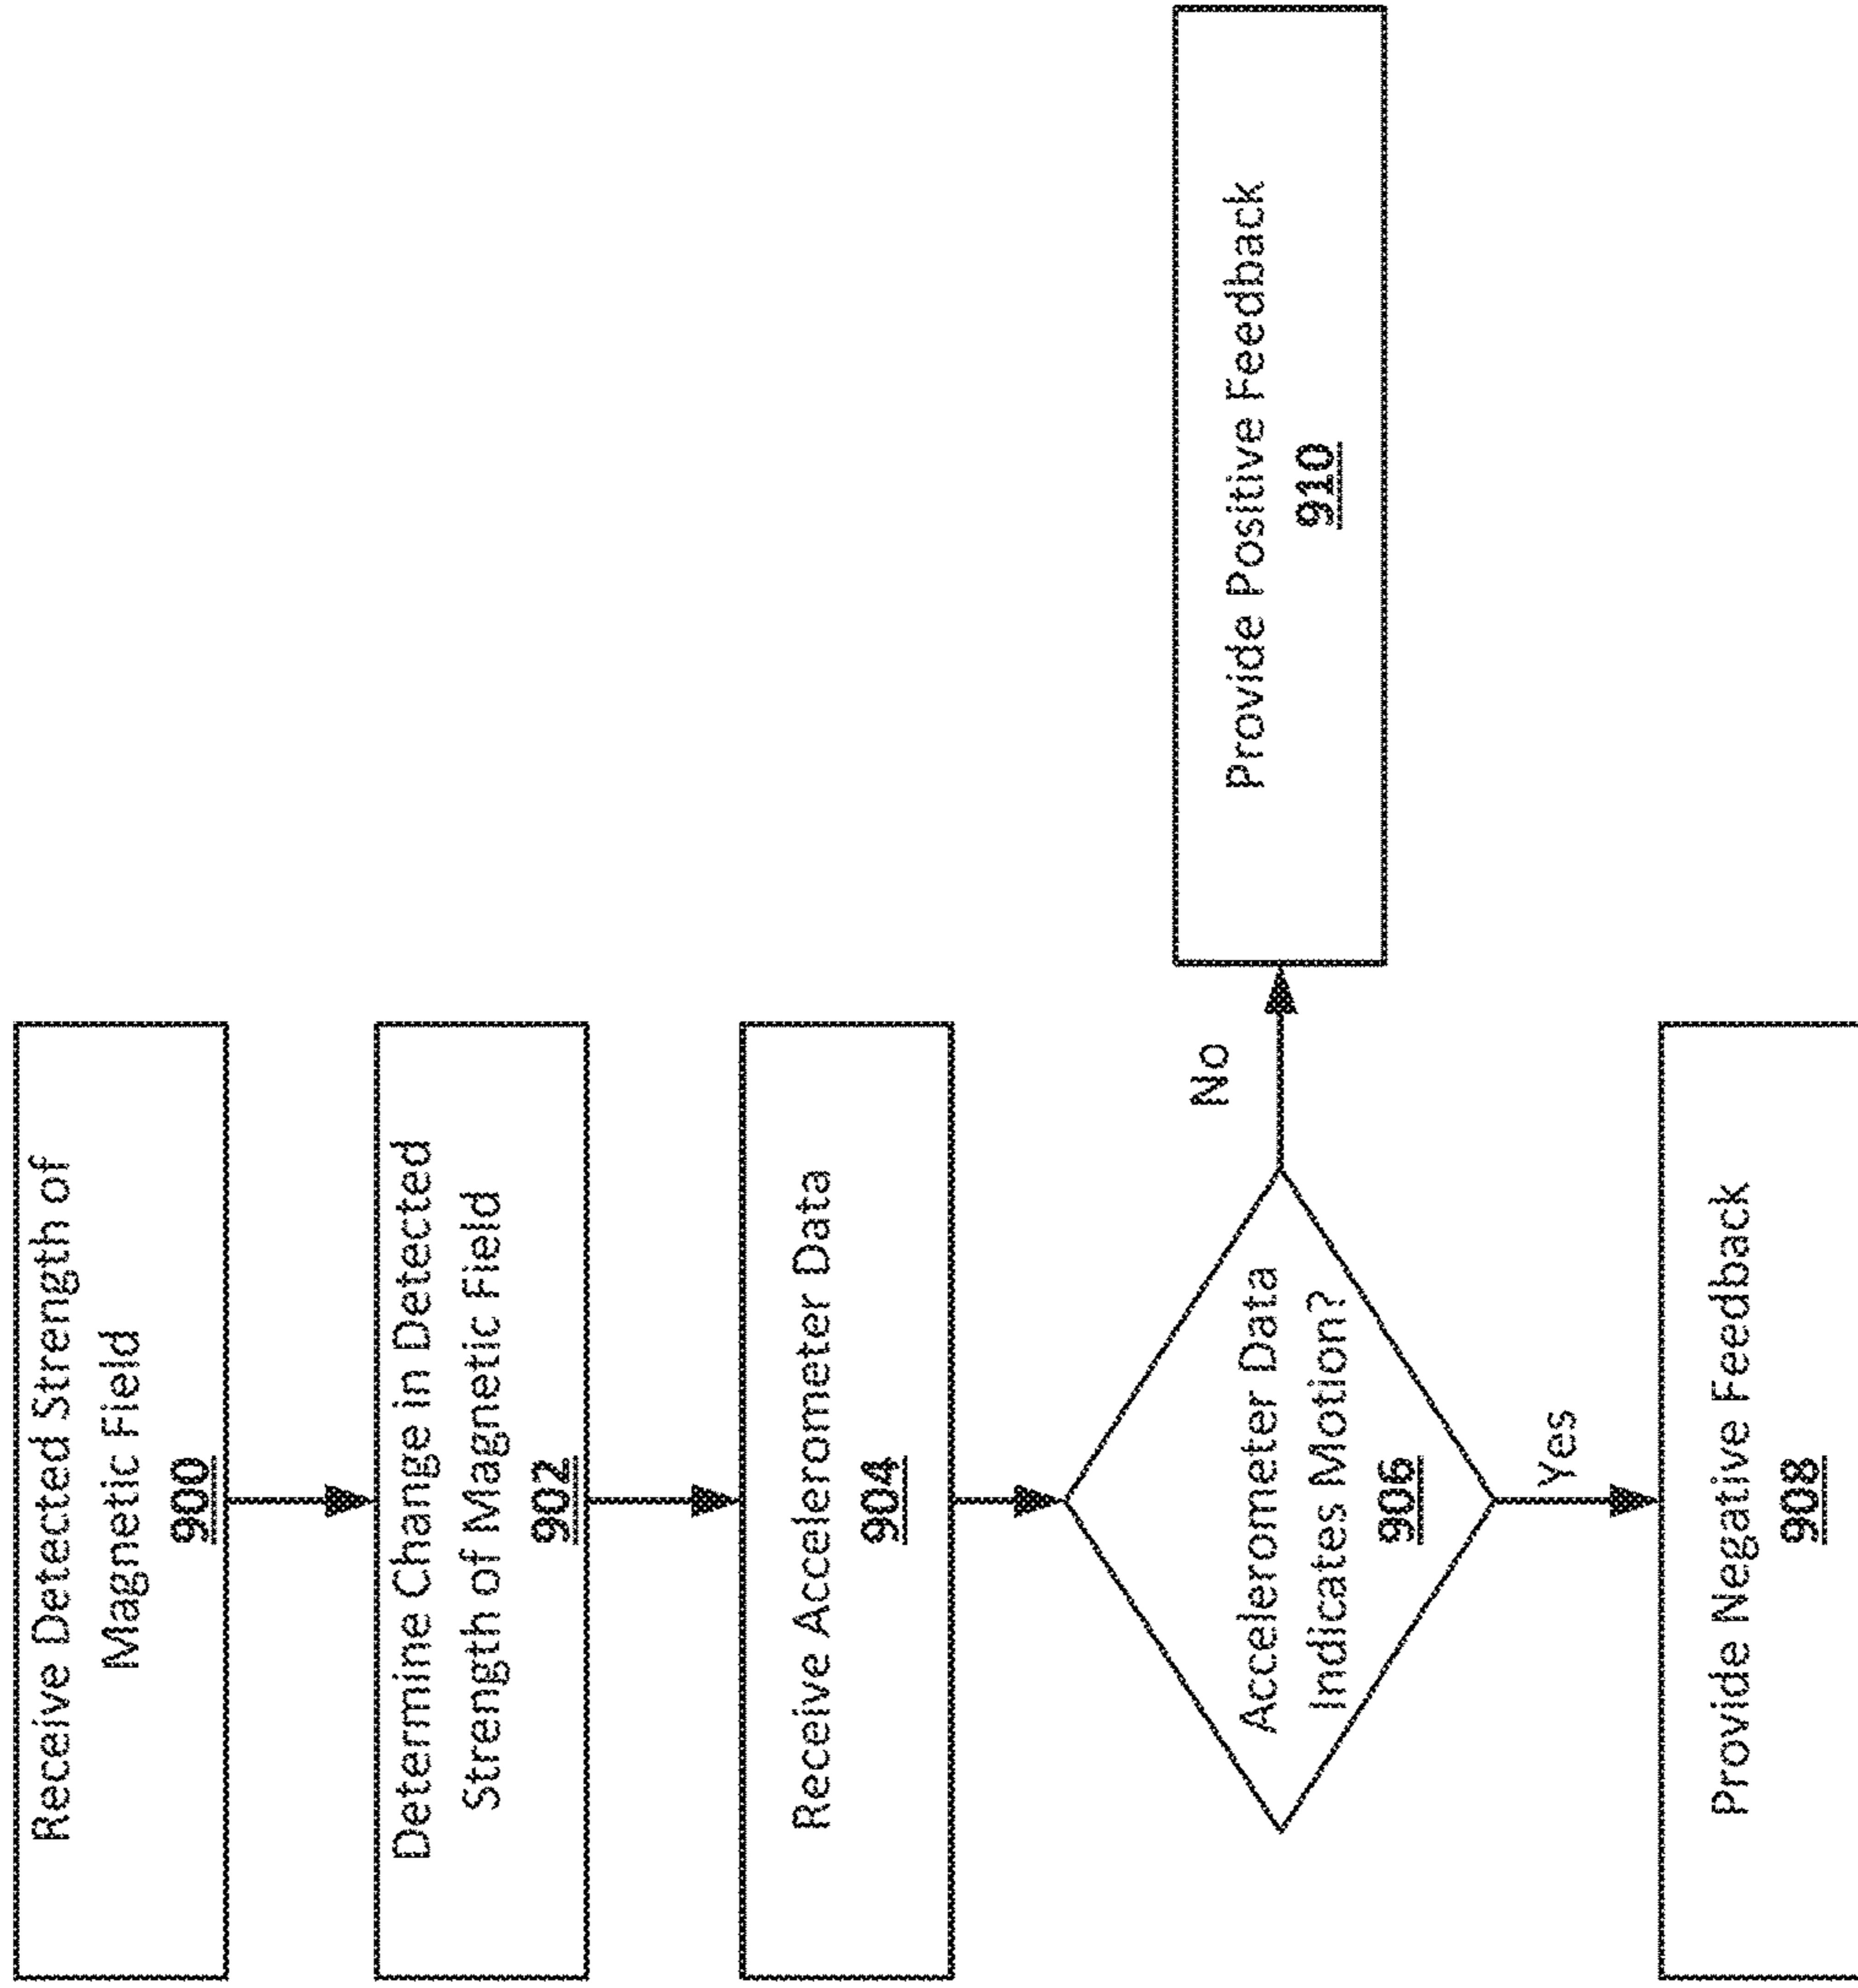 Receive Detected Strength of
Magnetic Field
900
Determine Change in Detected
Strength of Magnetic Field
902
Receive Accelerometer Data
904
Accelerometer Data
Indicates Motion?
906
No
Provide Positive Feedback
910
Yes
Provide Negative Feedback
908